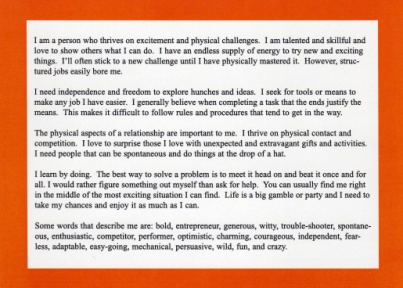 I am a person who thrives on excitement and physical challenges.  I am talented and skillful and
love to show others what I can do.  I have an endless supply of energy to try new and exciting
things.  I'll often stick to a new challenge until I have physically mastered it.  However, struc-
tured jobs easily bore me.

I need independence and freedom to explore hunches and ideas.  I seek for tools or means to
make any job I have easier.  I generally believe when completing a task that the ends justify the
means.  This makes it difficult to follow rules and procedures that tend to get in the way.

The physical aspects of a relationship are important to me.  I thrive on physical contact and
competition.  I love to surprise those I love with unexpected and extravagant gifts and activities.
I need people that can be spontaneous and do things at the drop of a hat.

I learn by doing.  The best way to solve a problem is to meet it head on and beat it once and for
all. I would rather figure something out myself than ask for help.  You can usually find me right
in the middle of the most exciting situation I can find.  Life is a big gamble or party and I need to
take my chances and enjoy it as much as I can.

Some words that describe me are: bold, entrepreneur, generous, witty, trouble-shooter, spontane-
ous, enthusiastic, competitor, performer, optimistic, charming, courageous, independent, fear-
less, adaptable, easy-going, mechanical, persuasive, wild, fun, and crazy.